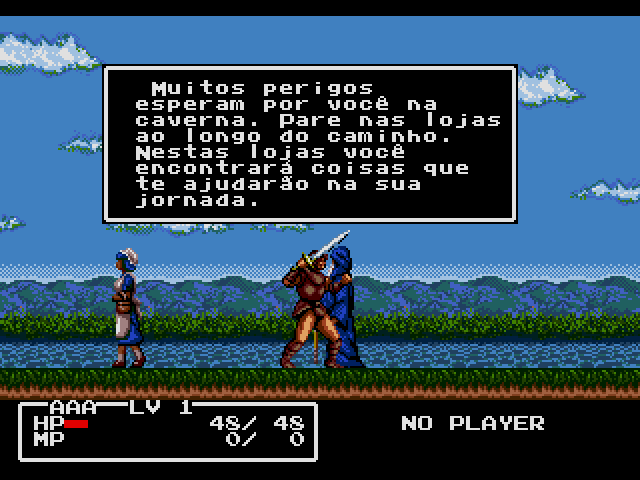 Muitos perigos
esperam por você na
caverna. Pare nas lojas
ao longo do caminho.
Nestas lojas você
encontrará coisas que
te ajudarão na sua
jornada.
AAA LV 1
HP 48/ 48
MP 0/ 0
NO PLAYER